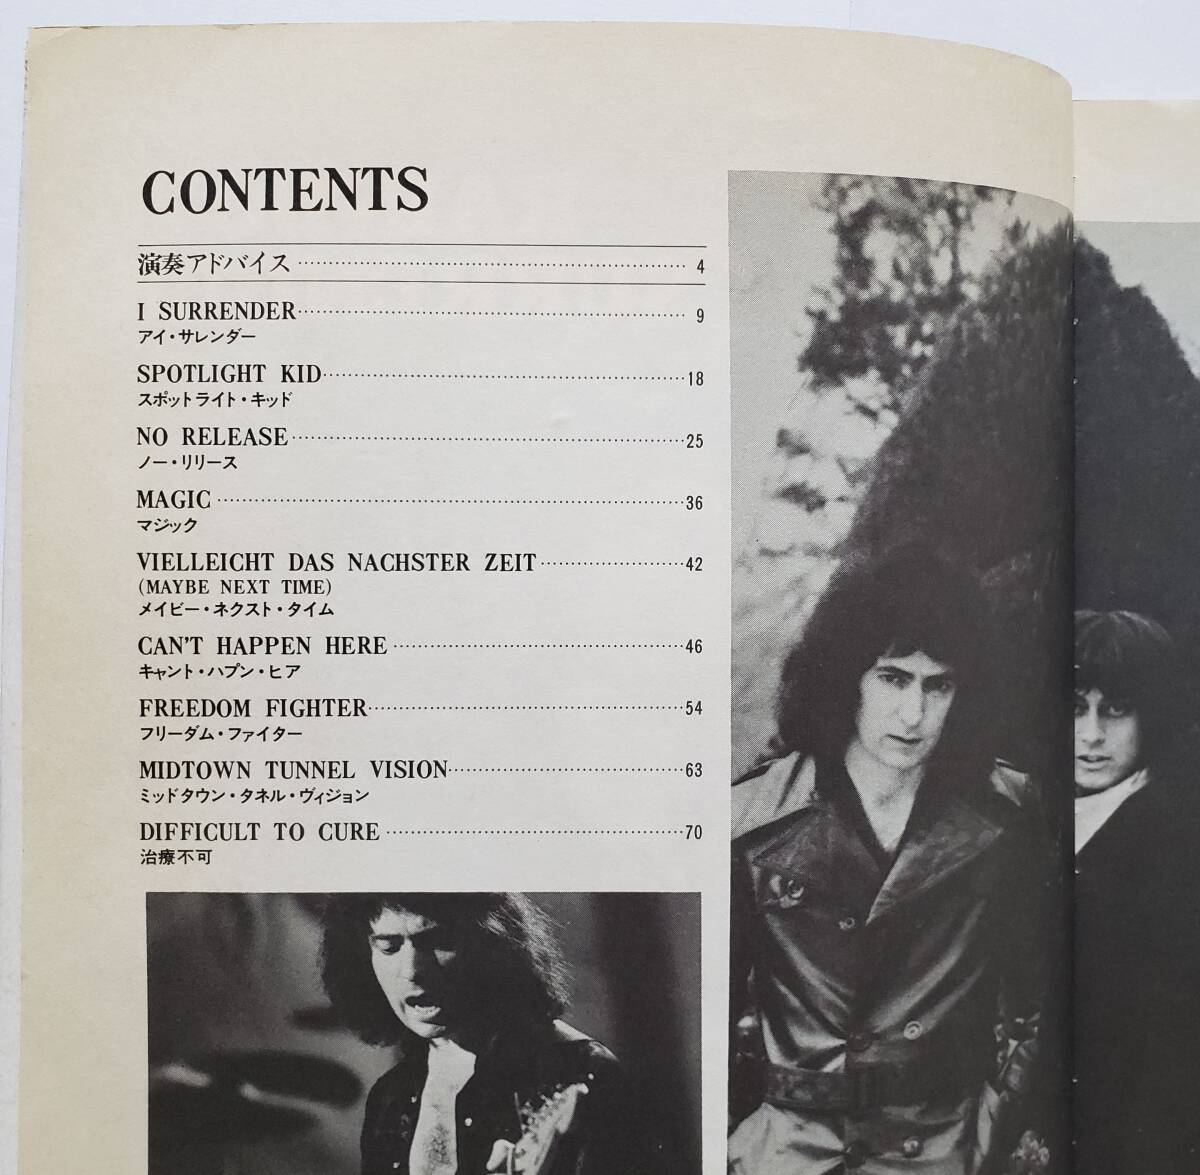 CONTENTS
演奏アドバイス 4
I SURRENDER 9
アイ・サレンダー
SPOTLIGHT KID 18
スポットライト・キッド
NO RELEASE 25
ノー・リリース
MAGIC 36
マジック
VIELLEICHT DAS NACHSTER ZEIT 42
(MAYBE NEXT TIME)
メイビー・ネクスト・タイム
CAN'T HAPPEN HERE 46
キャント・ハプン・ヒア
FREEDOM FIGHTER 54
フリーダム・ファイター
MIDTOWN TUNNEL VISION 63
ミッドタウン・タネル・ヴィジョン
DIFFICULT TO CURE 70
治療不可